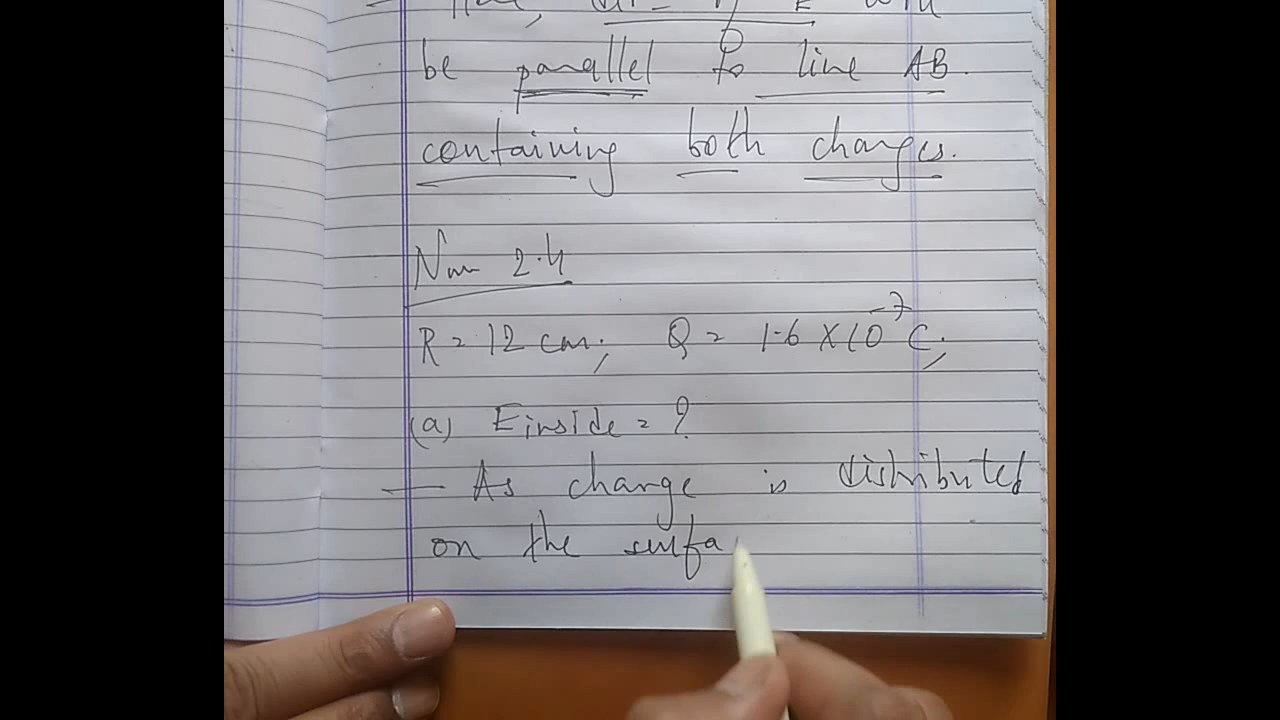 be parallel to line AB.
containing both charges.
Num 2.4
R = 12 cm; Q = 1.6 × 10⁻⁷ C;
(a) Einside = ?
— As charge is distributed
on the surfa